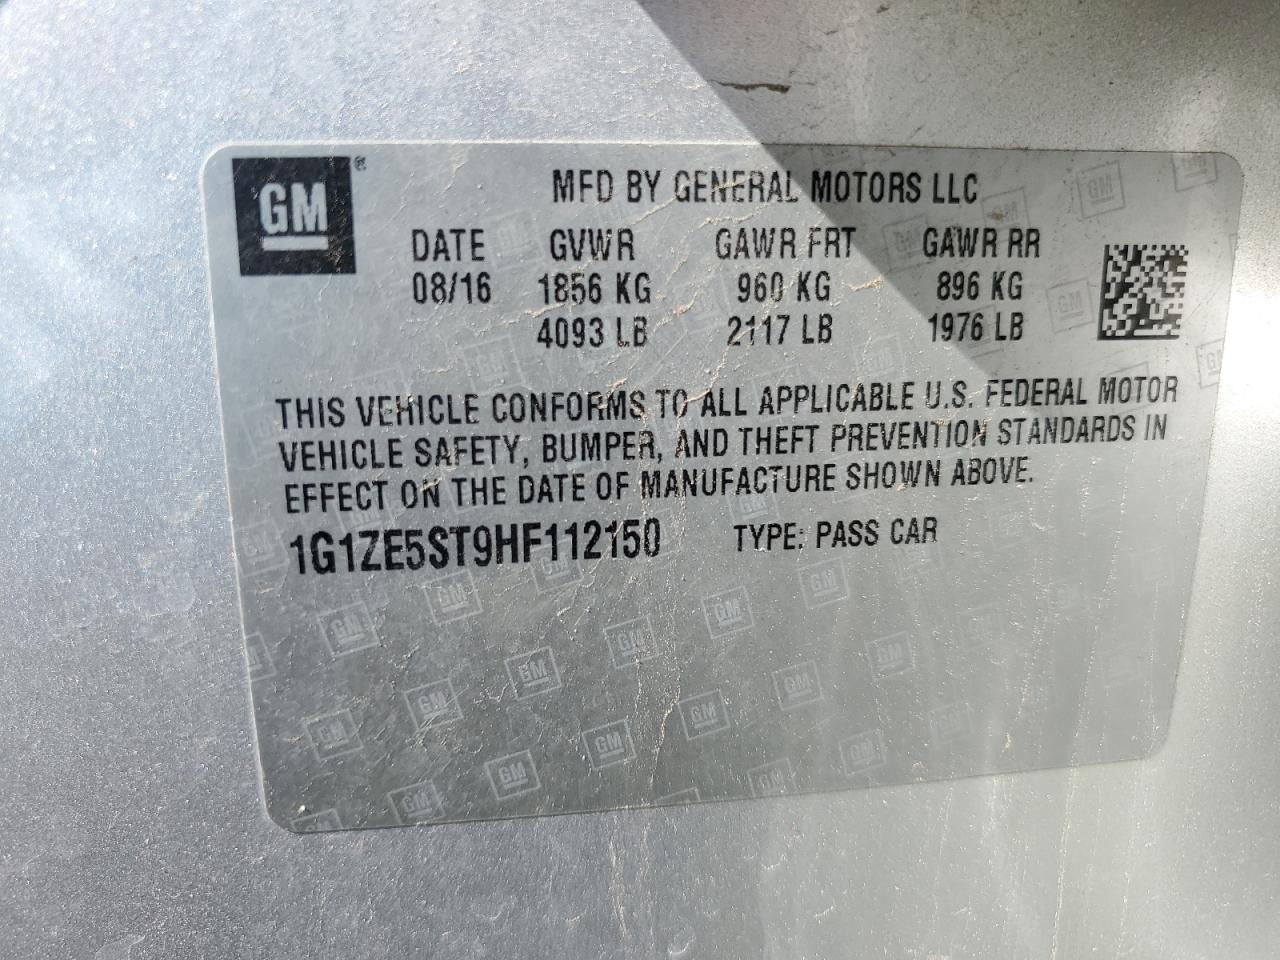 GM ®
MFD BY GENERAL MOTORS LLC
DATE GVWR GAWR FRT GAWR RR
08/16 1856 KG 960 KG 896 KG
4093 LB 2117 LB 1976 LB
THIS VEHICLE CONFORMS TO ALL APPLICABLE U.S. FEDERAL MOTOR
VEHICLE SAFETY, BUMPER, AND THEFT PREVENTION STANDARDS IN
EFFECT ON THE DATE OF MANUFACTURE SHOWN ABOVE.
1G1ZE5ST9HF112150 TYPE: PASS CAR